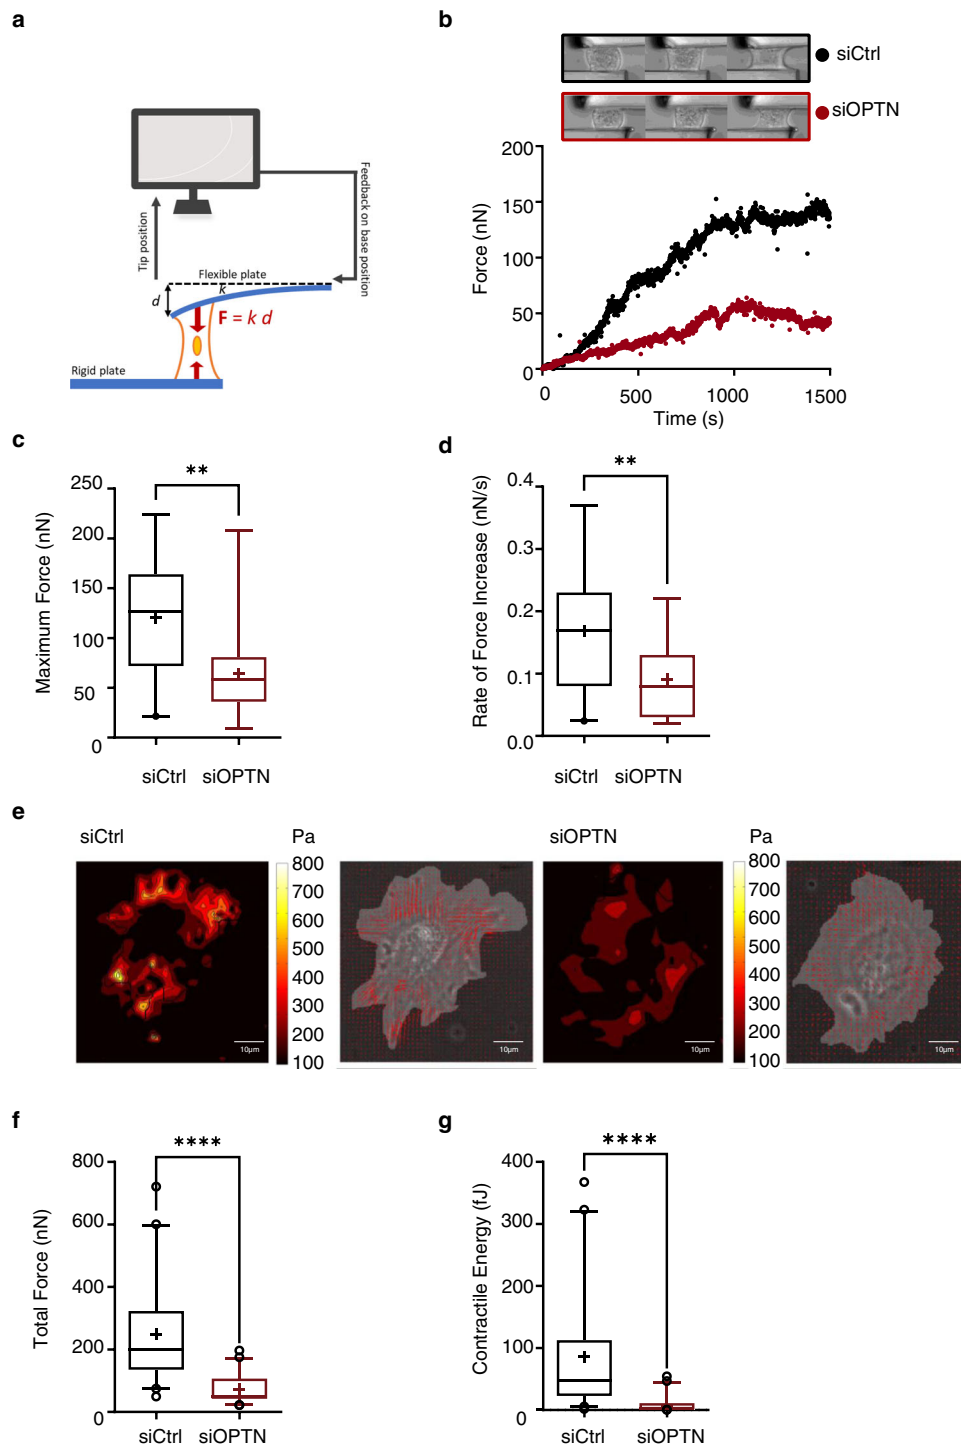 a
Tip position
Feedback on base position
Flexible plate
k
d
F = k d
Rigid plate
b
siCtrl
siOPTN
200
150
100
50
0
Force (nN)
0 500 1000 1500
Time (s)
c
**
250
200
150
100
50
0
Maximum Force (nN)
siCtrl siOPTN
d
**
0.4
0.3
0.2
0.1
0.0
Rate of Force Increase (nN/s)
siCtrl siOPTN
e
siCtrl Pa siOPTN Pa
800
700
600
500
400
300
200
100
10μm
10μm
800
700
600
500
400
300
200
100
10μm
10μm
f
****
800
600
400
200
0
Total Force (nN)
siCtrl siOPTN
g
****
400
300
200
100
0
Contractile Energy (fJ)
siCtrl siOPTN